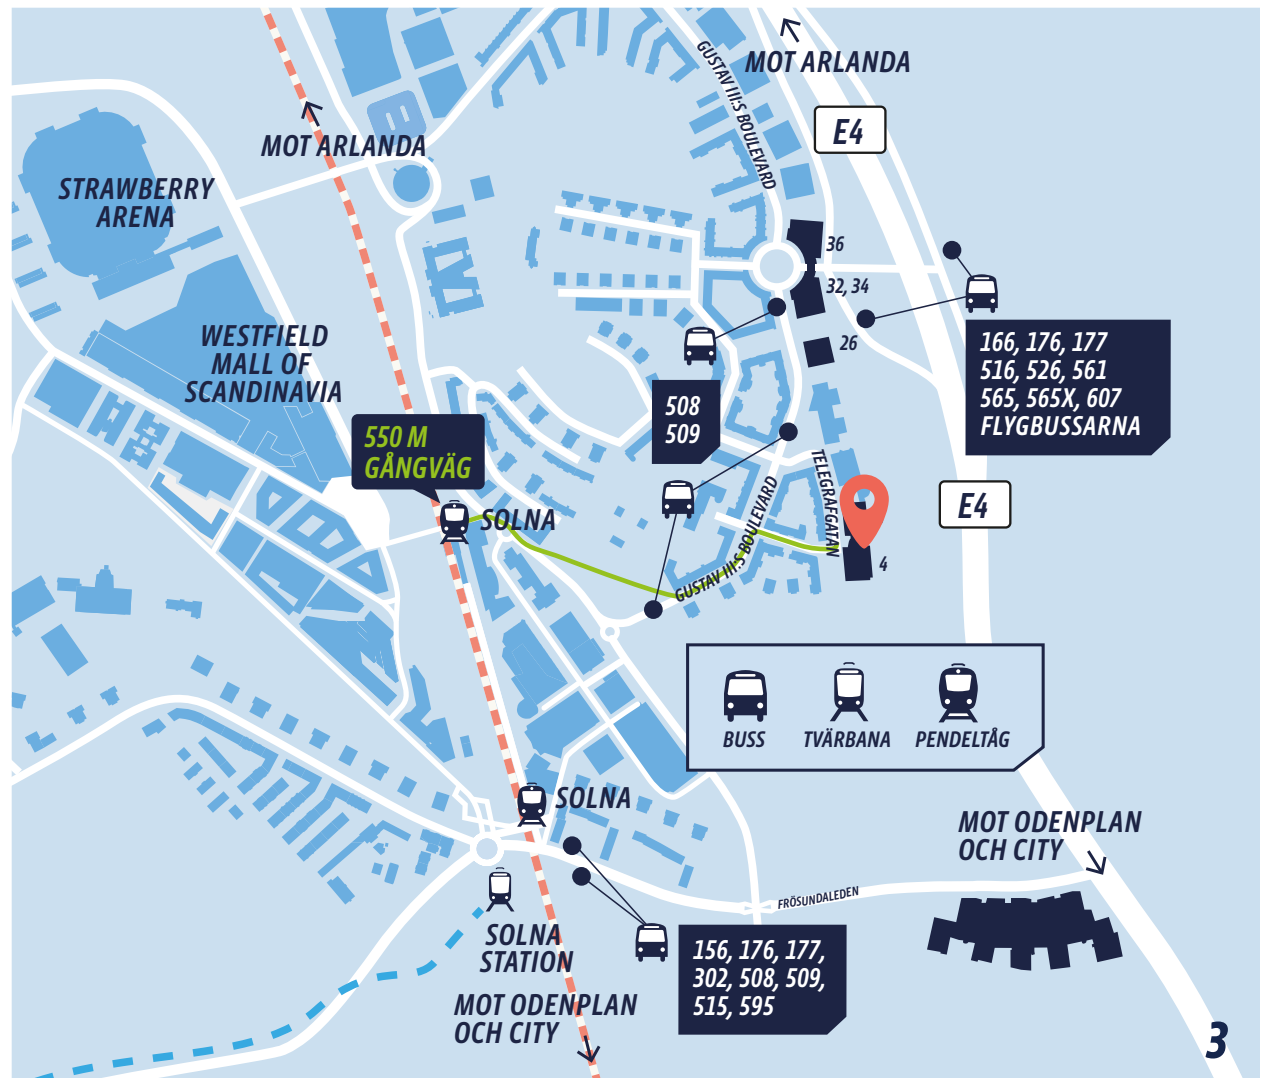 GUSTAV III:S BOULEVARD
MOT ARLANDA
E4
MOT ARLANDA
STRAWBERRY
ARENA
36
32, 34
26
WESTFIELD
MALL OF
SCANDINAVIA
166, 176, 177
516, 526, 561
565, 565X, 607
FLYGBUSSARNA
508
509
550 M
GÅNGVÄG
SOLNA
TELEGRAFGATAN
GUSTAV III:S BOULEVARD
E4
4
BUSS
TVÄRBANA
PENDELTÅG
SOLNA
MOT ODENPLAN
OCH CITY
FRÖSUNDALEDEN
SOLNA
STATION
156, 176, 177,
302, 508, 509,
515, 595
MOT ODENPLAN
OCH CITY
3